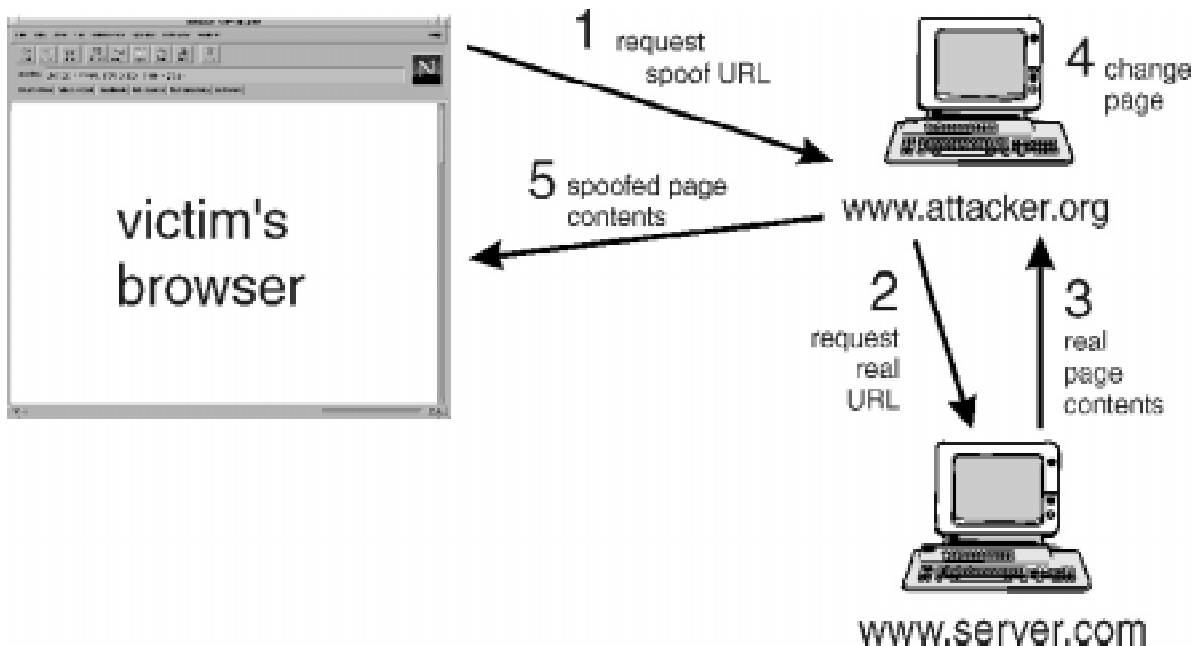 1 request
spoof URL
4 change
page
5 spoofed page
contents
www.attacker.org
victim's
browser
2
request
real
URL
3
real
page
contents
www.server.com
N